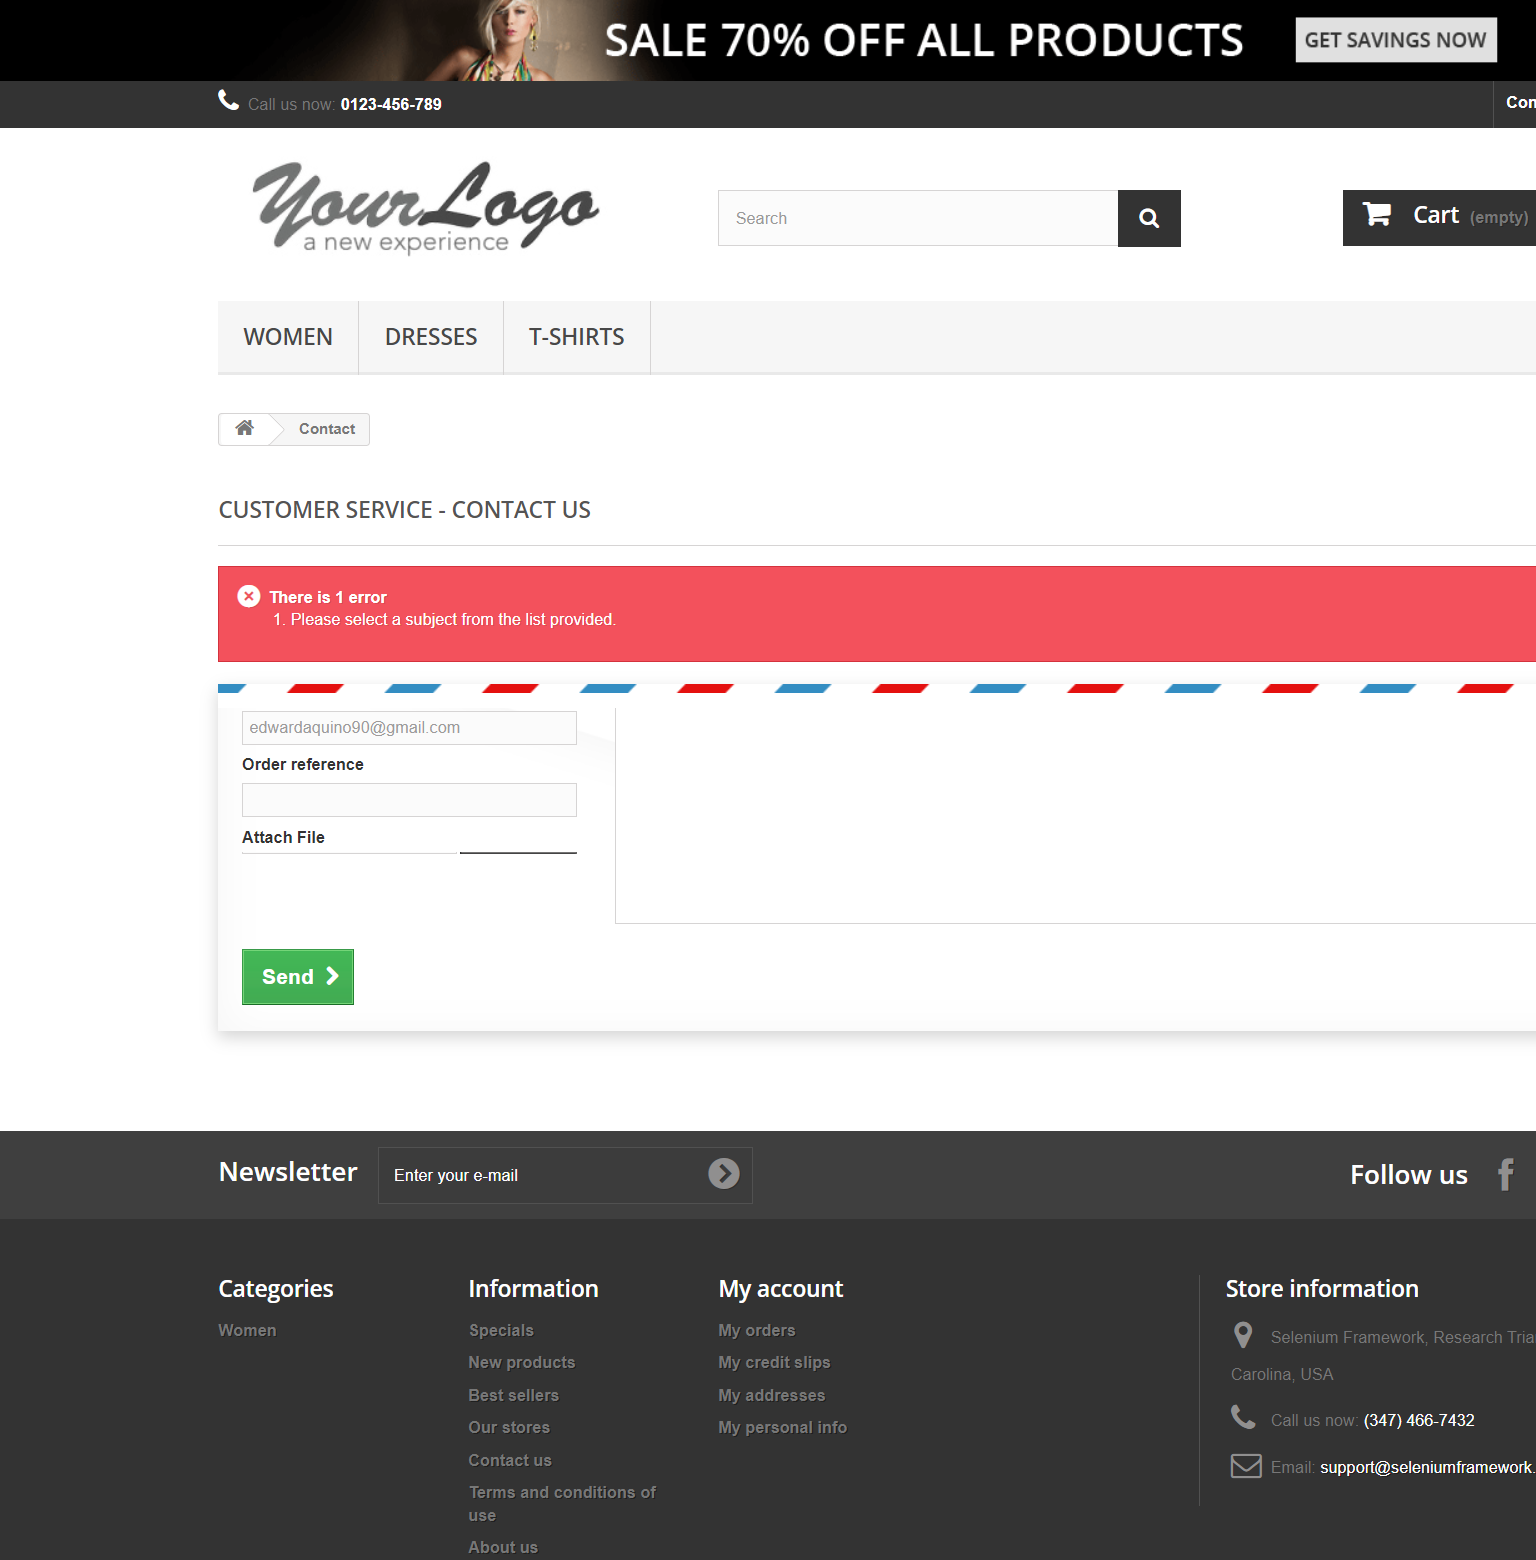 SALE 70% OFF ALL PRODUCTS
GET SAVINGS NOW
Call us now: 0123-456-789
Con
YourLogo
a new experience
Search
Cart (empty)
WOMEN
DRESSES
T-SHIRTS
Contact
CUSTOMER SERVICE - CONTACT US
There is 1 error
1. Please select a subject from the list provided.
edwardaquino90@gmail.com
Order reference
Attach File
Send
Newsletter
Enter your e-mail
Follow us
Categories
Women
Information
Specials
New products
Best sellers
Our stores
Contact us
Terms and conditions of
use
About us
My account
My orders
My credit slips
My addresses
My personal info
Store information
Selenium Framework, Research Tria
Carolina, USA
Call us now: (347) 466-7432
Email: support@seleniumframework.